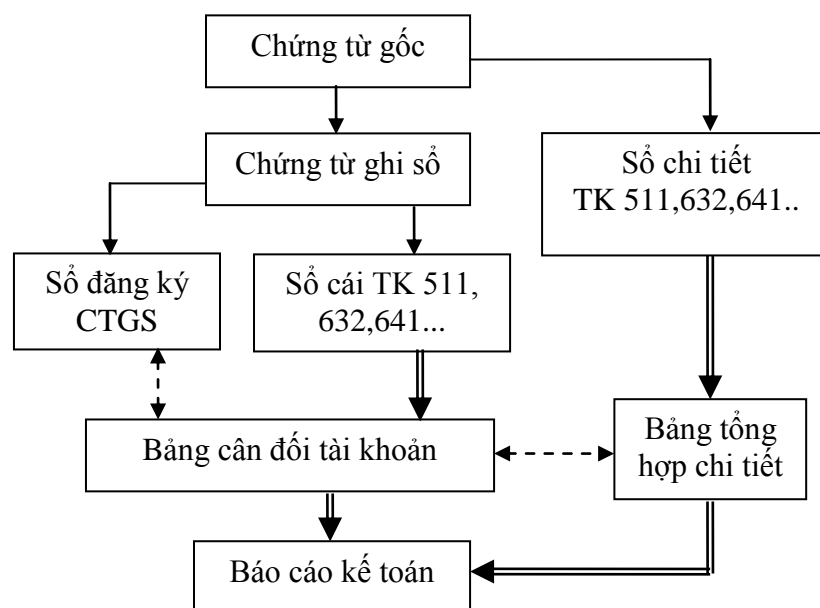 Chứng từ gốc
Chứng từ ghi sổ
Sổ chi tiết
TK 511,632,641..
Sổ đăng ký
CTGS
Sổ cái TK 511,
632,641...
Bảng cân đối tài khoản
Bảng tổng
hợp chi tiết
Báo cáo kế toán